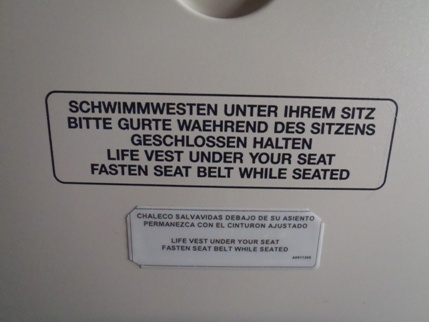 SCHWIMMWESTEN UNTER IHREM SITZ
BITTE GURTE WAEHREND DES SITZENS
GESCHLOSSEN HALTEN
LIFE VEST UNDER YOUR SEAT
FASTEN SEAT BELT WHILE SEATED
CHALECO SALVAVIDAS DEBAJO DE SU ASIENTO
PERMANEZCA CON EL CINTURON AJUSTADO
LIFE VEST UNDER YOUR SEAT
FASTEN SEAT BELT WHILE SEATED